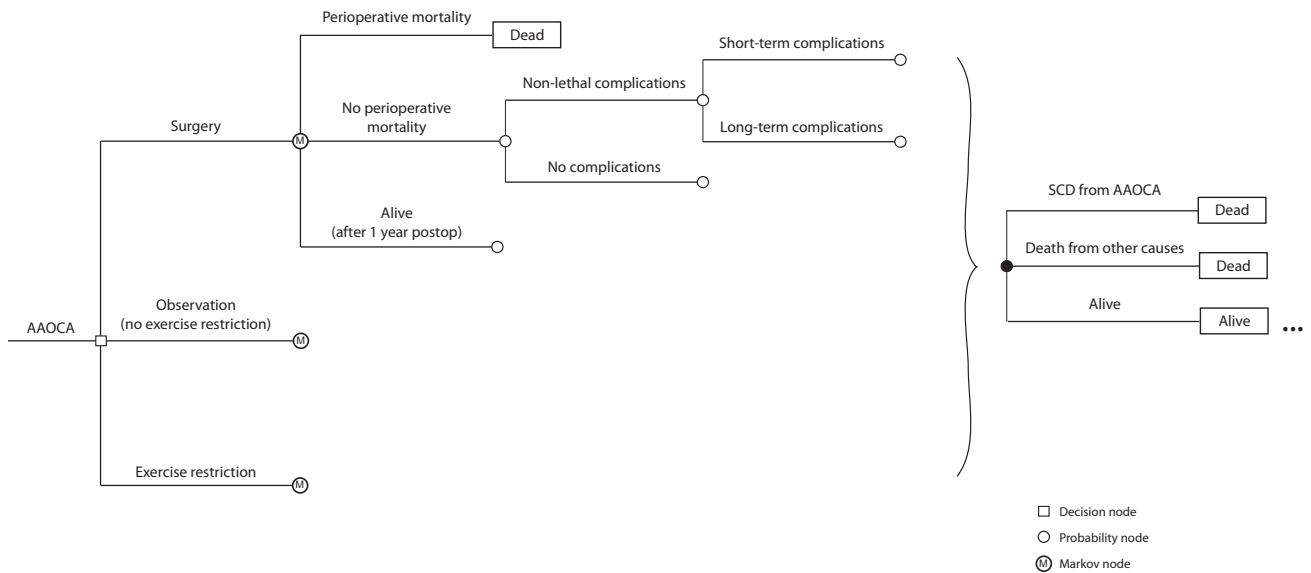 Perioperative mortality
Dead
Short-term complications
Non-lethal complications
No perioperative
mortality
Surgery
M
Long-term complications
No complications
Alive
(after 1 year postop)
SCD from AAOCA
Dead
Death from other causes
Dead
Observation
(no exercise restriction)
AAOCA
M
Alive
Alive
...
Exercise restriction
M
Decision node
Probability node
M Markov node